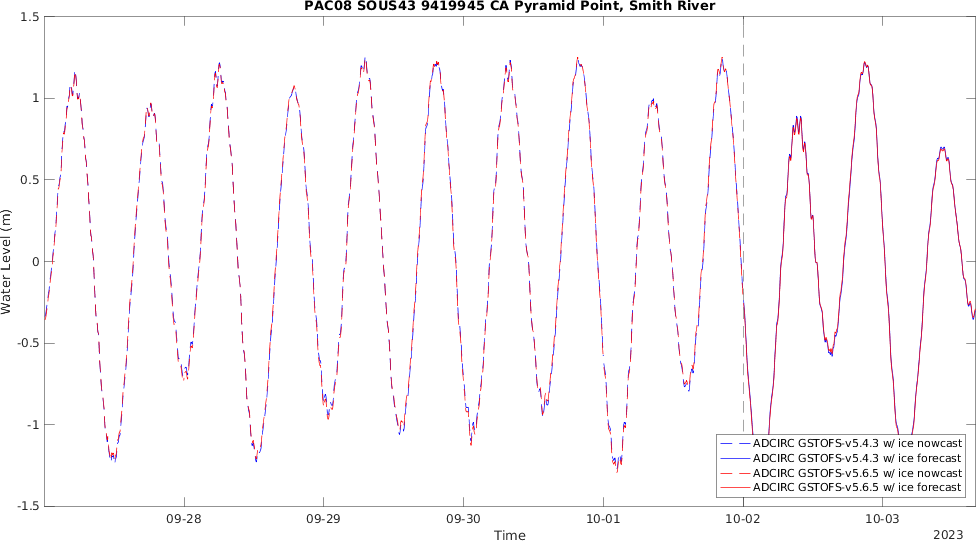 PAC08 SOUS43 9419945 CA Pyramid Point, Smith River
1.5
1
0.5
0
-0.5
-1
-1.5
Water Level (m)
ADCIRC GSTOFS-v5.4.3 w/ ice nowcast
ADCIRC GSTOFS-v5.4.3 w/ ice forecast
ADCIRC GSTOFS-v5.6.5 w/ ice nowcast
ADCIRC GSTOFS-v5.6.5 w/ ice forecast
09-28 09-29 09-30 10-01 10-02 10-03
Time
2023